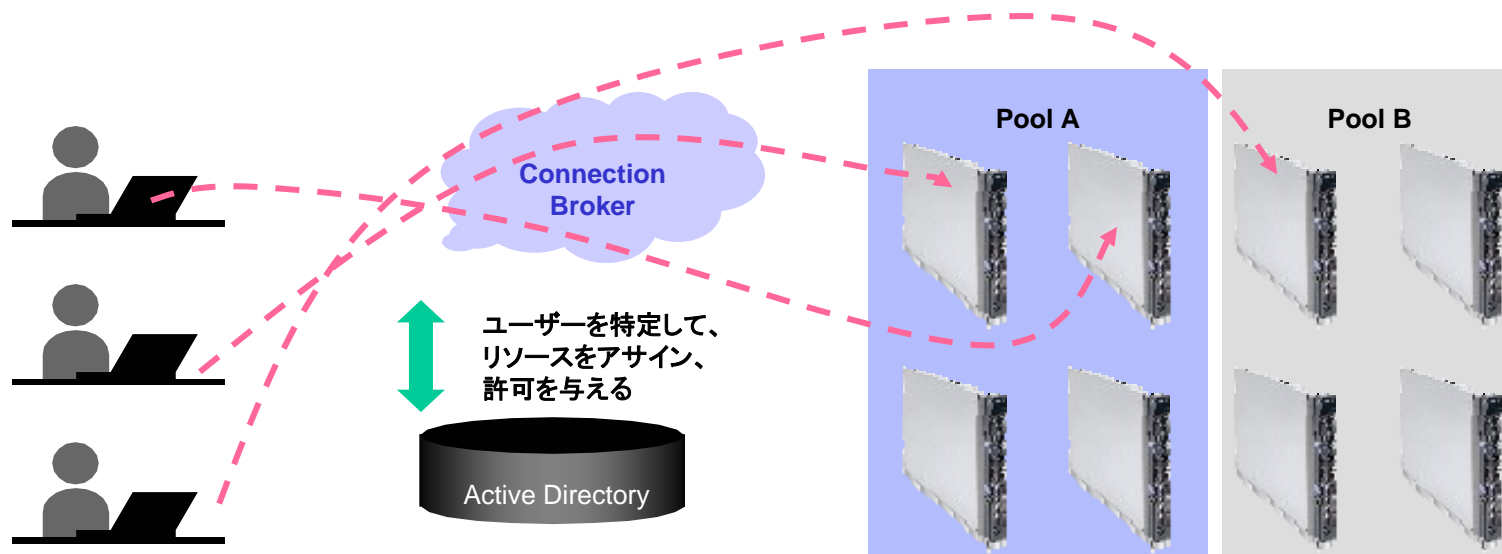 Pool A
Pool B
Connection
Broker
ユーザーを特定して、
リソースをアサイン、
許可を与える
Active Directory